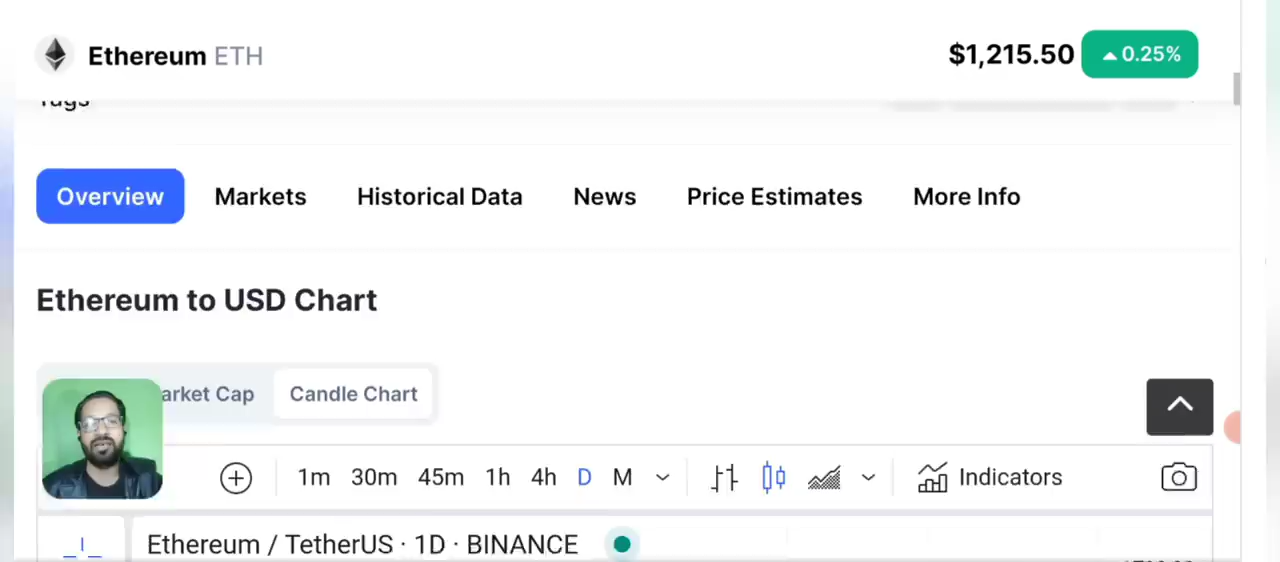 Ethereum ETH
$1,215.50 0.25%
Tags
Overview Markets Historical Data News Price Estimates More Info
Ethereum to USD Chart
arket Cap Candle Chart
1m 30m 45m 1h 4h D M Indicators
Ethereum / TetherUS · 1D · BINANCE